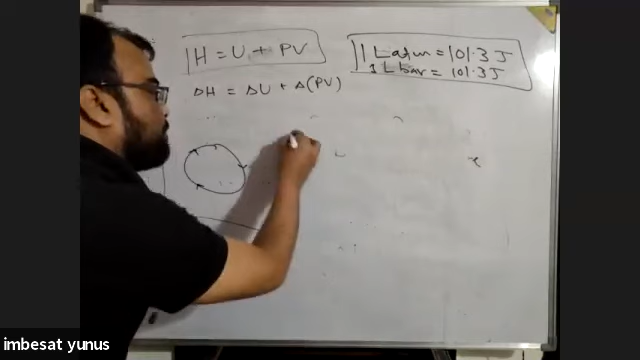 H = U + PV
1 L atm = 101.3 J
1 L bar = 101.3 J
ΔH = ΔU + Δ(PV)
imbesat yunus